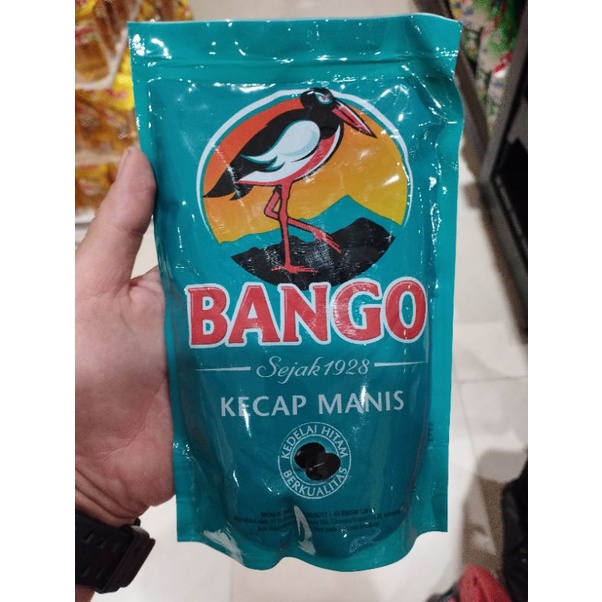 BANGO
Sejak 1928
KECAP MANIS
KEDELAI HITAM
BERKUALITAS